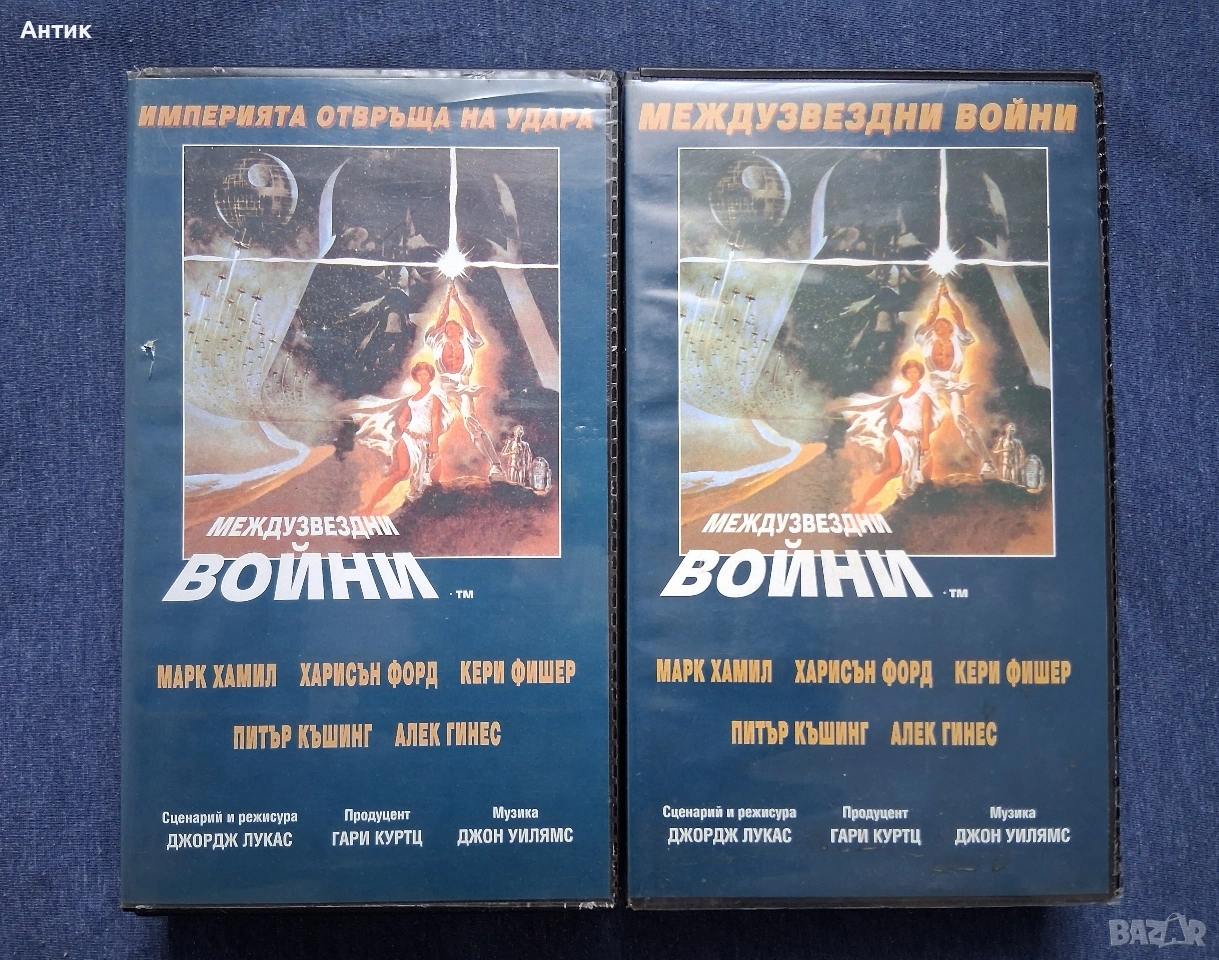 Антик
ИМПЕРИЯТА ОТВРЪЩА НА УДАРА
МЕЖДУЗВЕЗДНИ
ВОЙНИ
.TM
МАРК ХАМИЛ ХАРИСЪН ФОРД КЕРИ ФИШЕР
ПИТЪР КЪШИНГ АЛЕК ГИНЕС
Сценарий и режисура Продуцент Музика
ДЖОРДЖ ЛУКАС ГАРИ КУРТЦ ДЖОН УИЛЯМС
МЕЖДУЗВЕЗДНИ ВОЙНИ
МЕЖДУЗВЕЗДНИ
ВОЙНИ
.TM
МАРК ХАМИЛ ХАРИСЪН ФОРД КЕРИ ФИШЕР
ПИТЪР КЪШИНГ АЛЕК ГИНЕС
Сценарий и режисура Продуцент Музика
ДЖОРДЖ ЛУКАС ГАРИ КУРТЦ ДЖОН УИЛЯМС
BAZAR